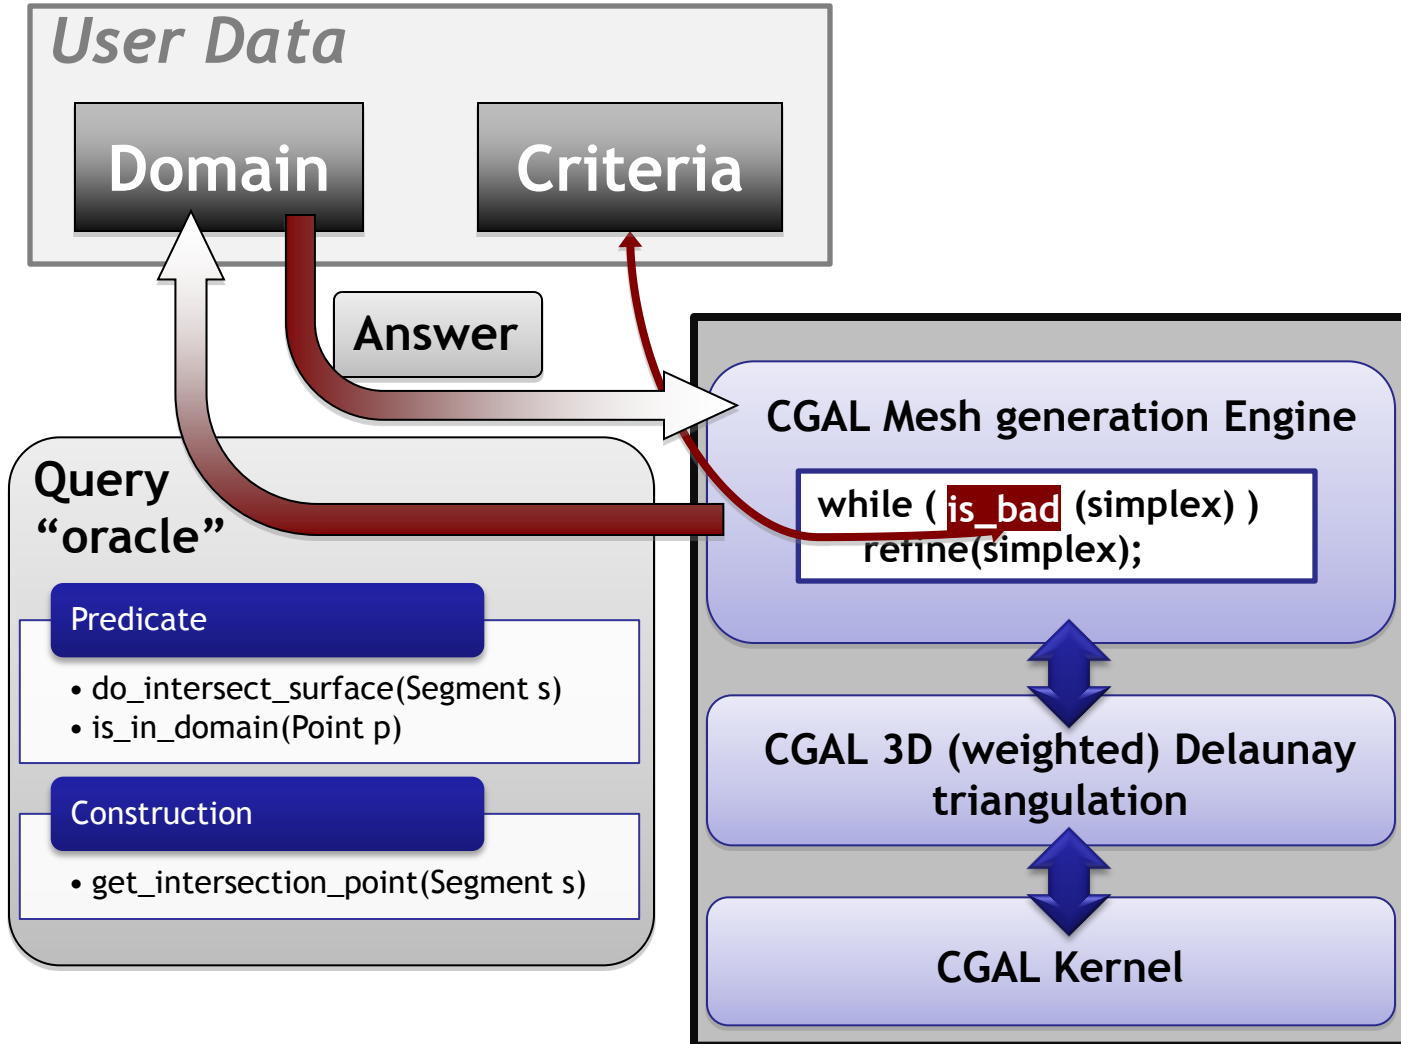 User Data
Domain
Criteria
Answer
Query
“oracle”
Predicate
• do_intersect_surface(Segment s)
• is_in_domain(Point p)
Construction
• get_intersection_point(Segment s)
CGAL Mesh generation Engine
while ( is_bad (simplex) )
refine(simplex);
CGAL 3D (weighted) Delaunay
triangulation
CGAL Kernel